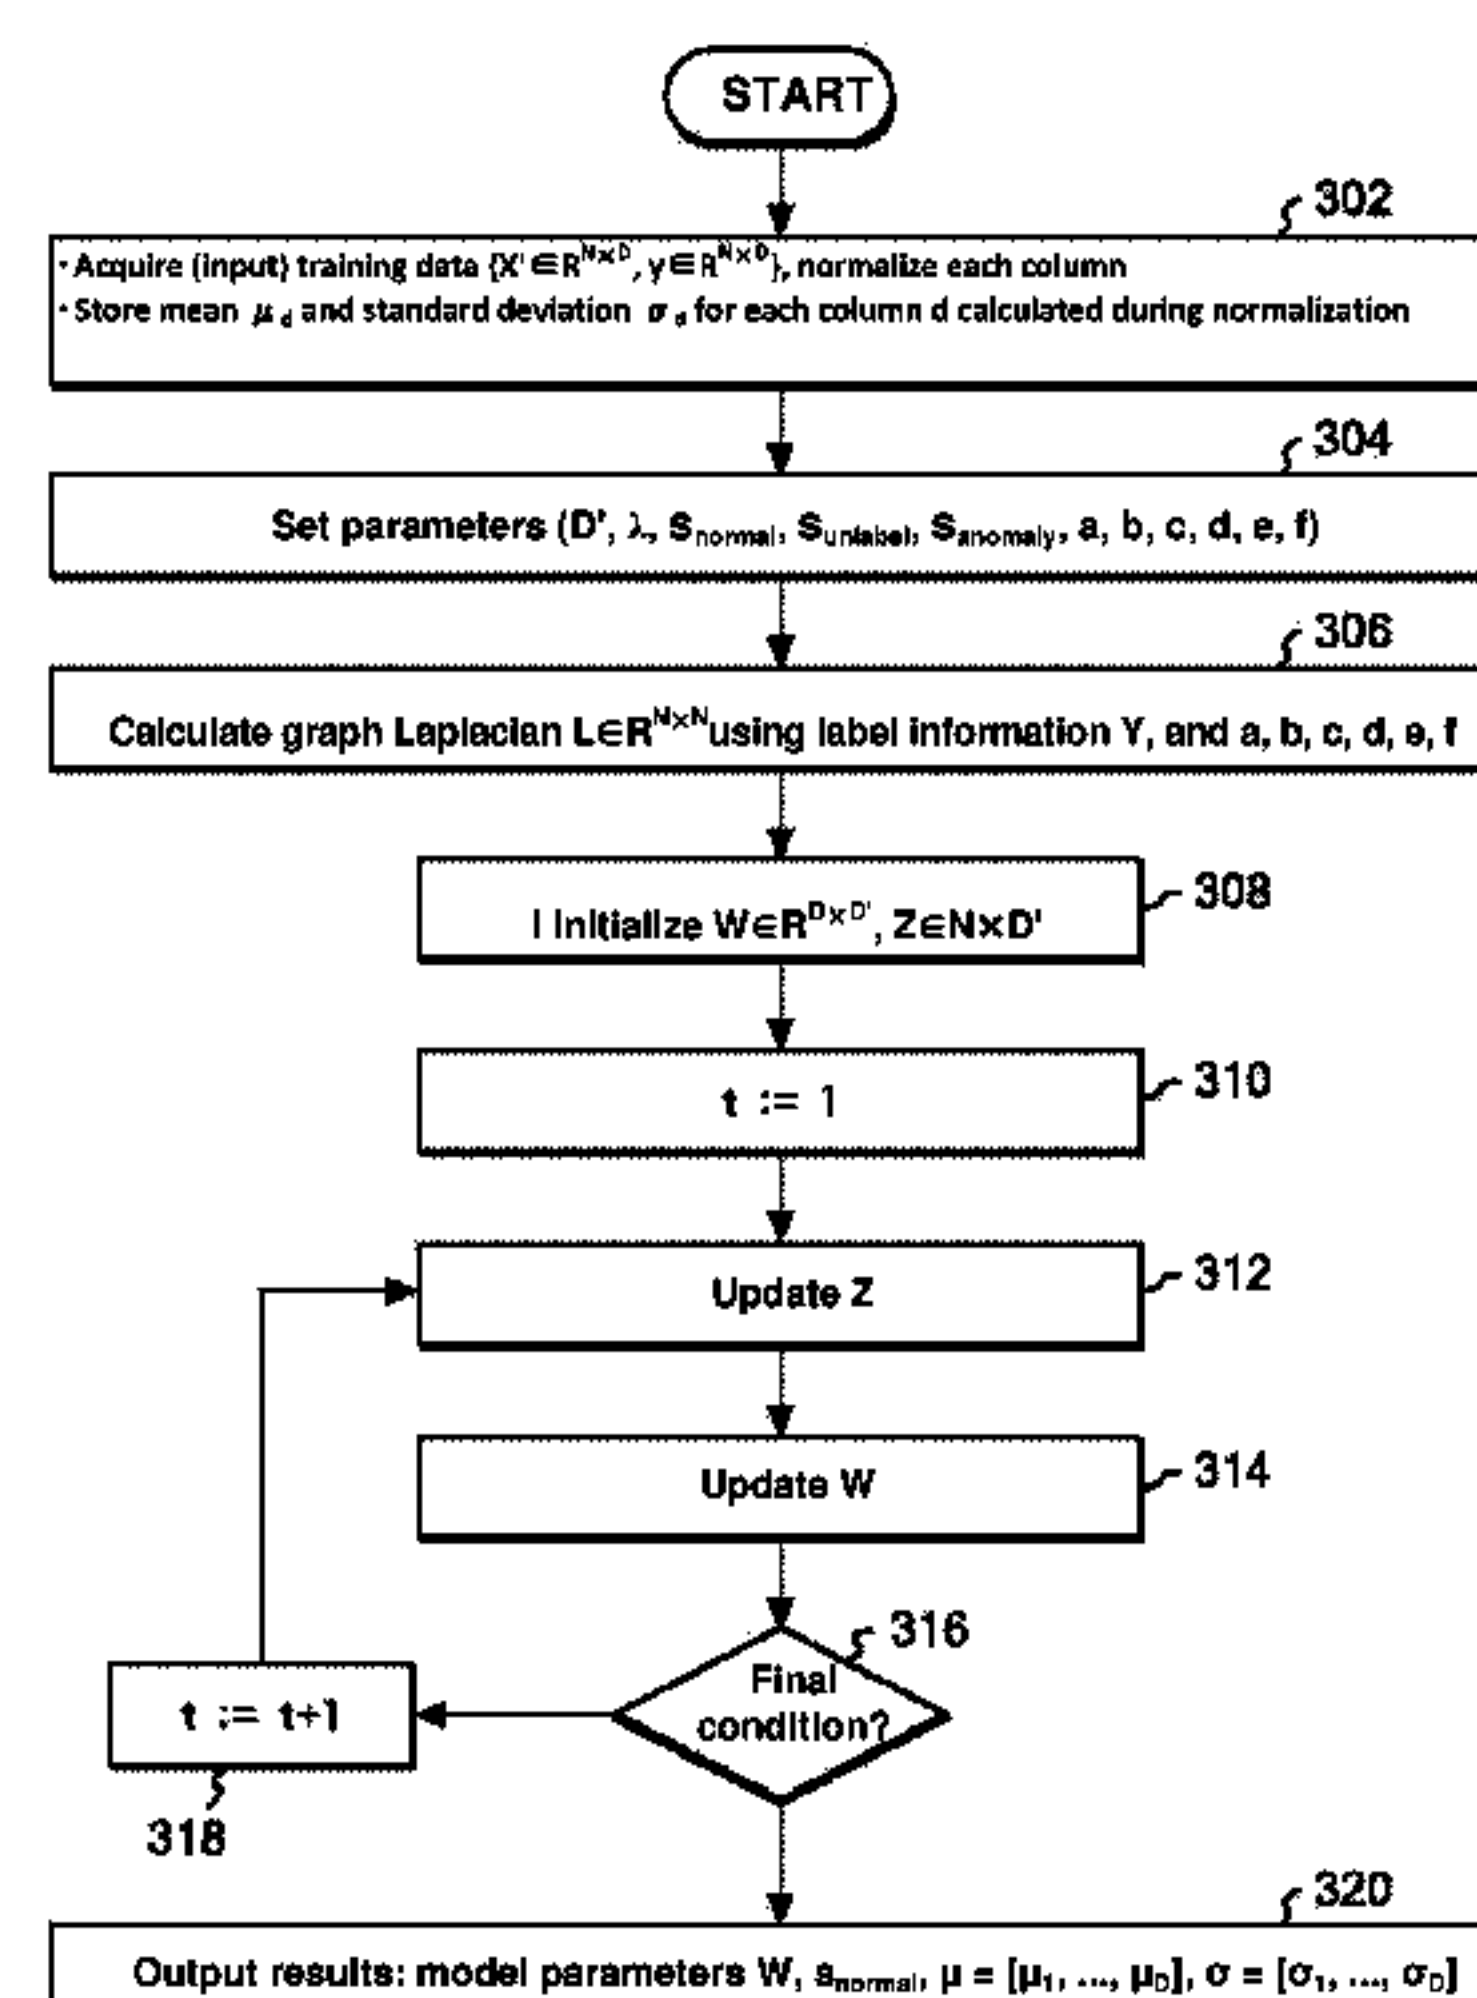 START
302
· Acquire (input) training data {X' ∈ R^{N×D}, y ∈ R^{N×D}}, normalize each column
· Store mean μ_d and standard deviation σ_d for each column d calculated during normalization
304
Set parameters (D', λ, S_normal, S_unlabel, S_anomaly, a, b, c, d, e, f)
306
Calculate graph Laplacian L∈R^{N×N} using label information Y, and a, b, c, d, e, f
308
I Initialize W∈R^{D×D'}, Z∈N×D'
310
t := 1
312
Update Z
314
Update W
316
Final
condition?
t := t+1
318
320
Output results: model parameters W, s_normal, μ = [μ_1, ..., μ_D], σ = [σ_1, ..., σ_D]